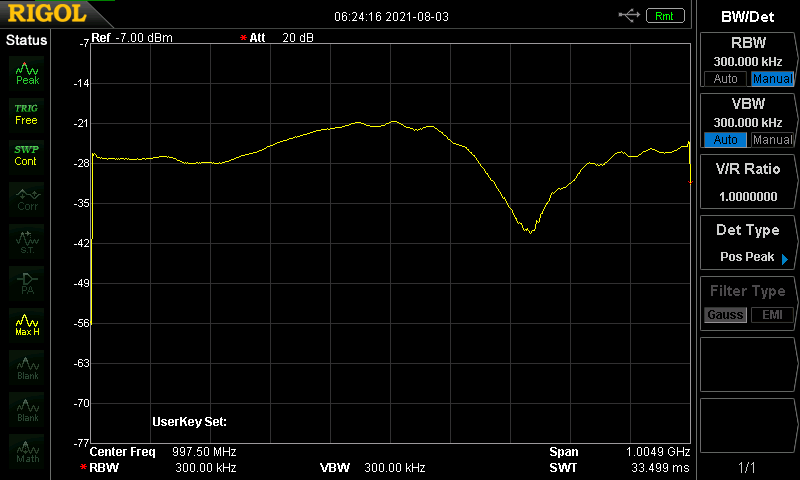 RIGOL
06:24:16 2021-08-03
Rmt
BW/Det
Status
Ref -7.00 dBm
* Att 20 dB
-7
-14
-21
-28
-35
-42
-49
-56
-63
-70
-77
Peak
TRIG
Free
SWP
Cont
Corr
S.T.
PA
Max H
Blank
Blank
Math
UserKey Set:
Center Freq 997.50 MHz
Span 1.0049 GHz
* RBW 300.00 kHz
VBW 300.00 kHz
SWT 33.499 ms
RBW
300.000 kHz
Auto Manual
VBW
300.000 kHz
Auto Manual
V/R Ratio
1.0000000
Det Type
Pos Peak
Filter Type
Gauss EMI
1/1